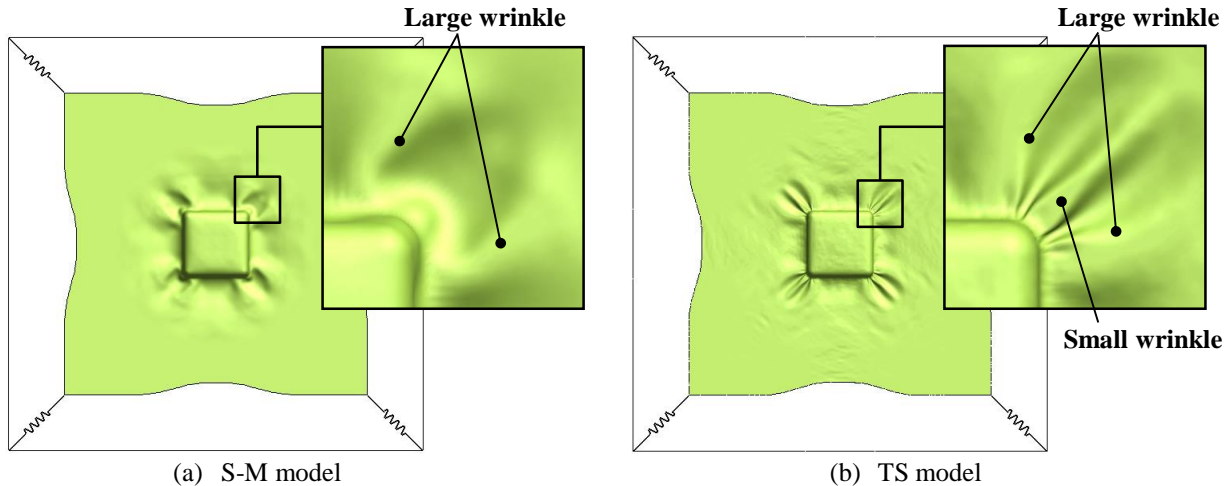 Large wrinkle
Large wrinkle
Small wrinkle
(a) S-M model
(b) TS model